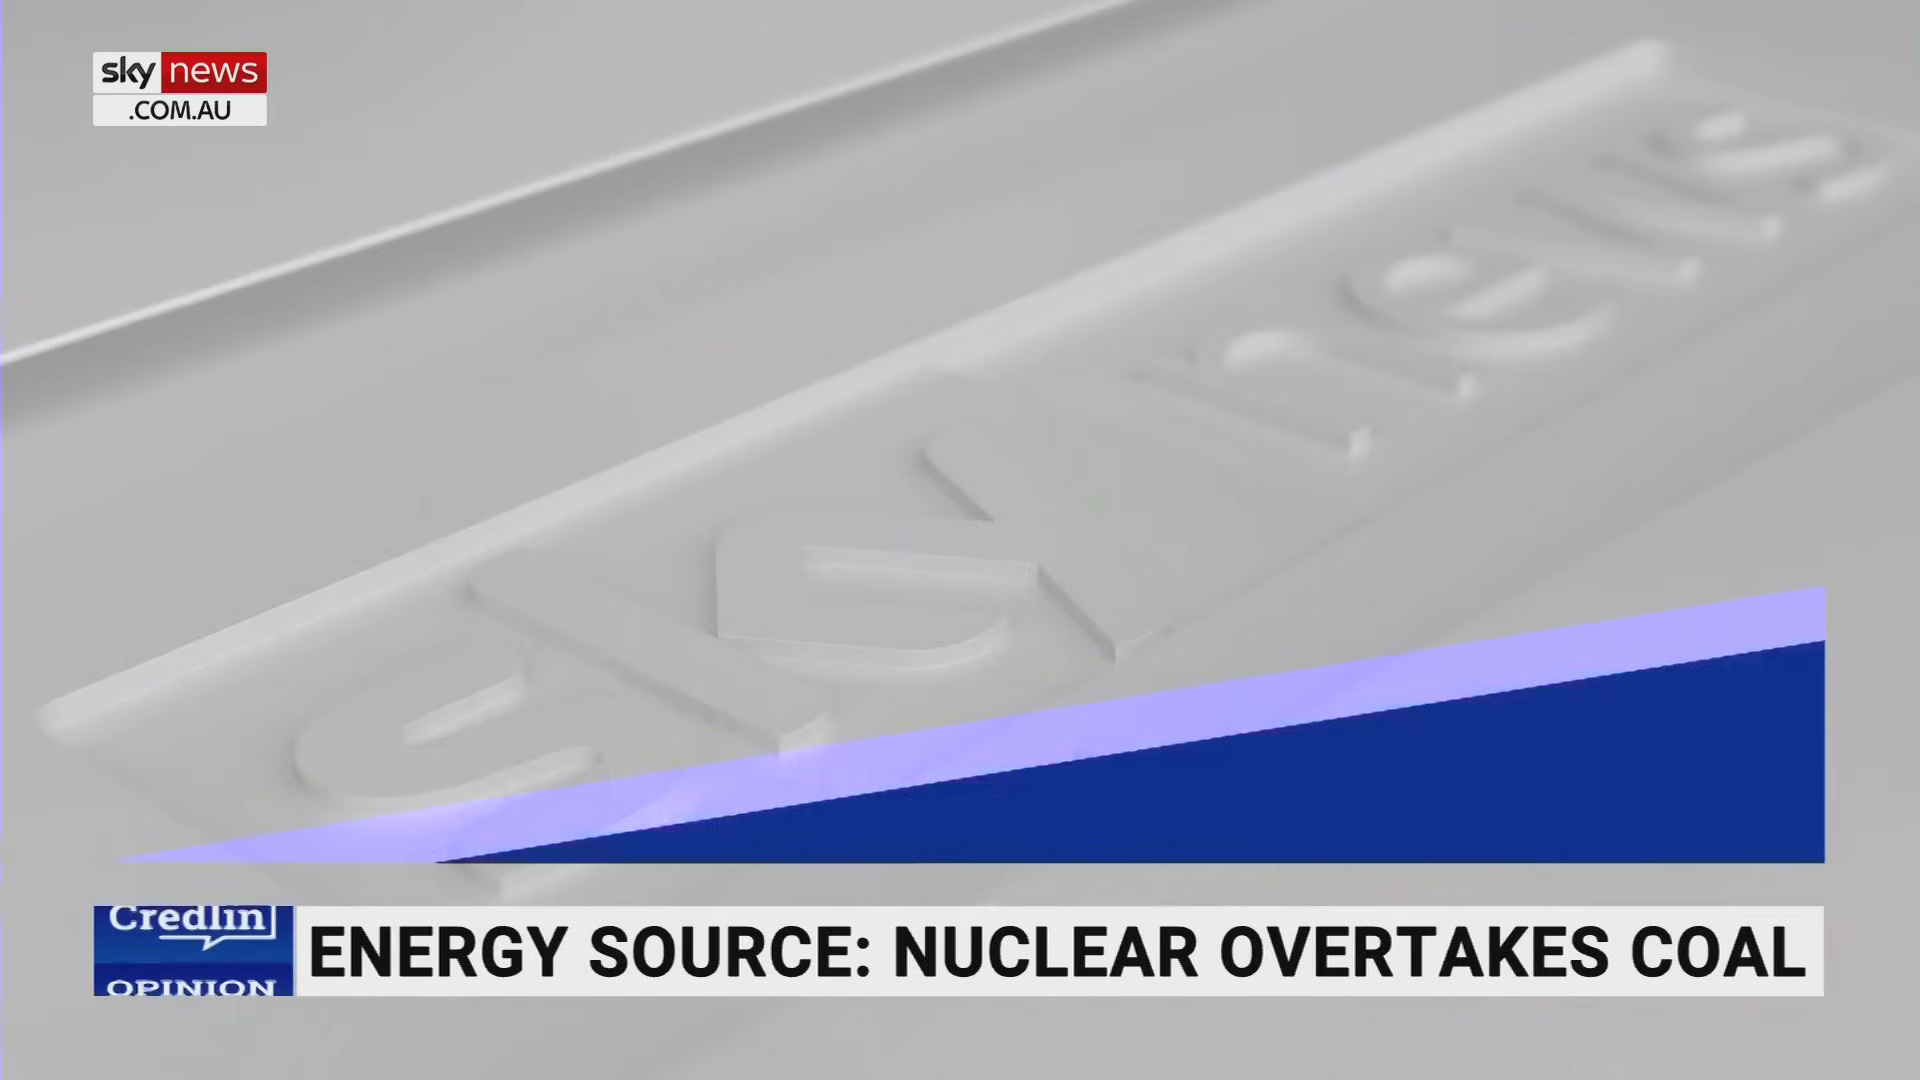 sky news
.COM.AU
sky news
Credlin
OPINION
ENERGY SOURCE: NUCLEAR OVERTAKES COAL